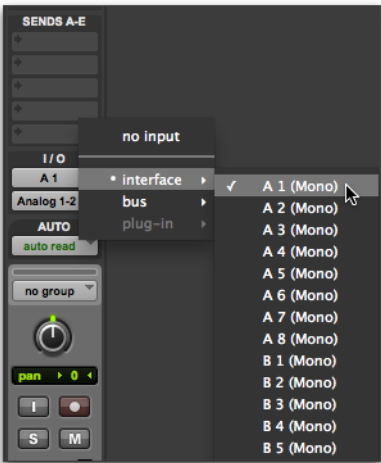 SENDS A-E
no input
I / O
A 1
interface
✓ A 1 (Mono)
Analog 1-2
bus
A 2 (Mono)
AUTO
plug-in
A 3 (Mono)
auto read
A 4 (Mono)
A 5 (Mono)
no group
A 6 (Mono)
A 7 (Mono)
A 8 (Mono)
B 1 (Mono)
pan 0
B 2 (Mono)
I
B 3 (Mono)
S M
B 4 (Mono)
B 5 (Mono)